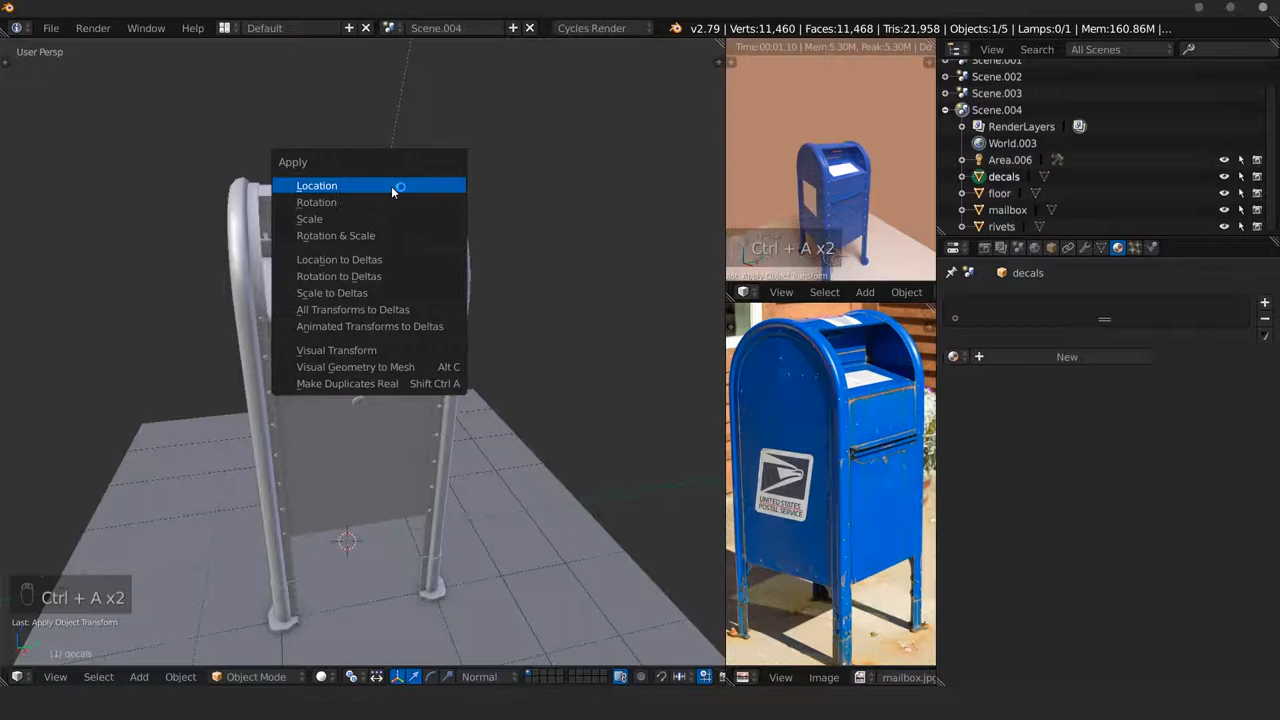 File Render Window Help Default Scene.004 Cycles Render v2.79 | Verts:11,460 | Faces:11,468 | Tris:21,958 | Objects:1/5 | Lamps:0/1 | Mem:160.86M |...
User Persp
Time:00:01.10 | Mem:5.30M, Peak:5.30M | Do
View Search All Scenes
Scene.001
Scene.002
Scene.003
Scene.004
RenderLayers
World.003
Area.006
decals
floor
mailbox
rivets
Apply
Location
Rotation
Scale
Rotation & Scale
Location to Deltas
Rotation to Deltas
Scale to Deltas
All Transforms to Deltas
Animated Transforms to Deltas
Visual Transform
Visual Geometry to Mesh Alt C
Make Duplicates Real Shift Ctrl A
Ctrl + A x2
Last: Apply Object Transform
View Select Add Object
decals
New
UNITED STATES
POSTAL SERVICE
Ctrl + A x2
Last: Apply Object Transform
(1) decals
View Select Add Object Object Mode Normal
View Image mailbox.jpg